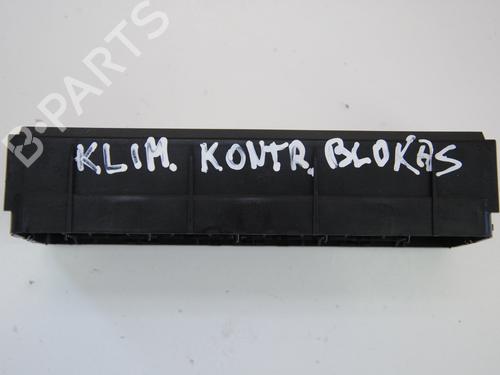 B-PARTS
KLIM. KONTR. BLOKAS